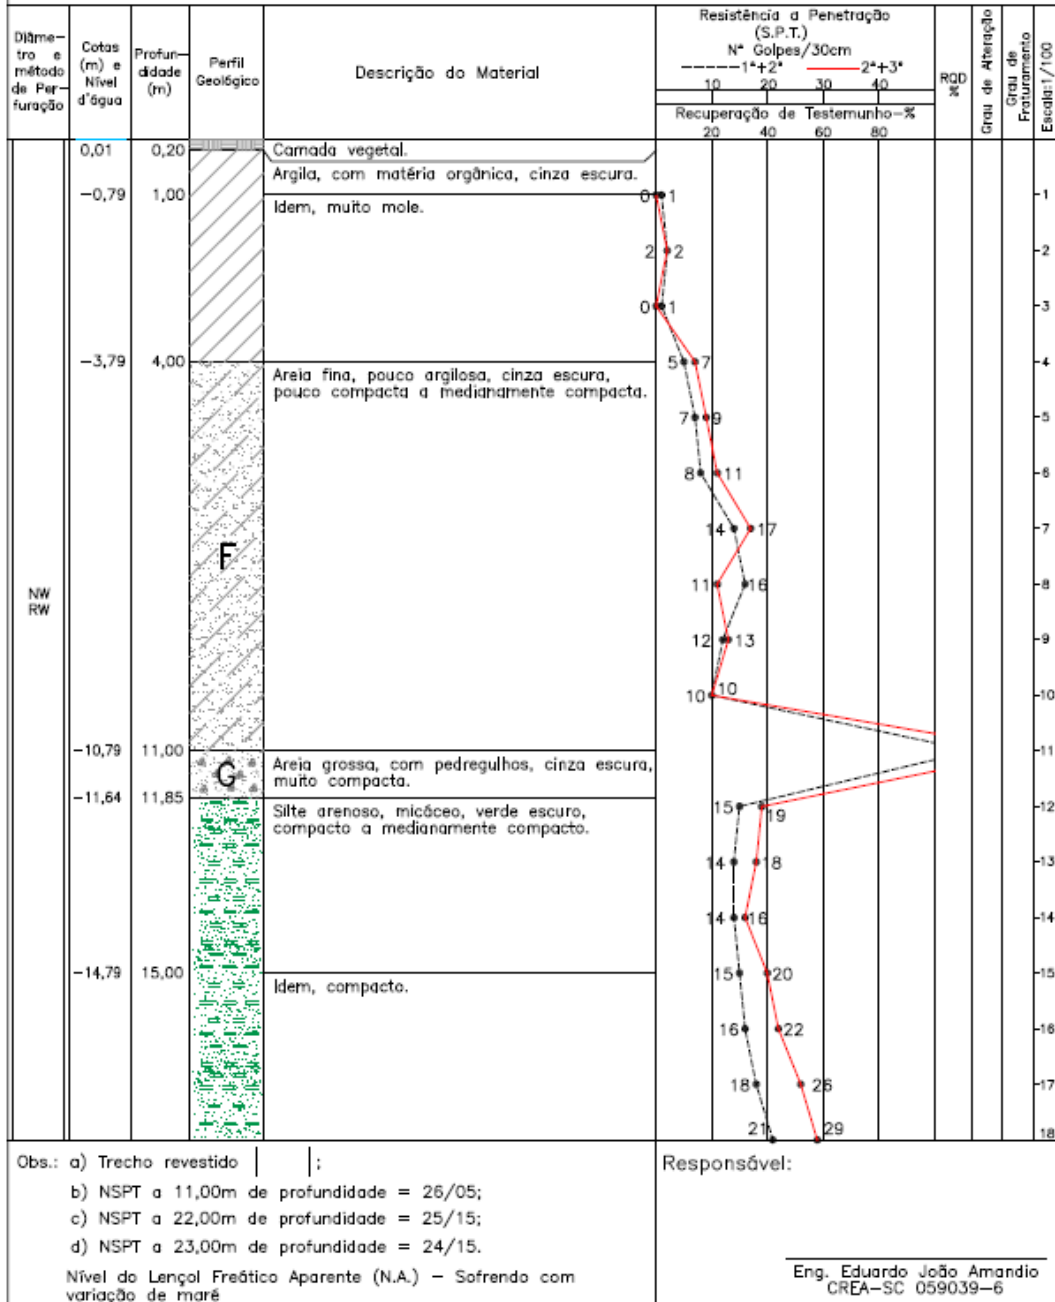 Diâme-
tro e
método
de Per-
furação
Cotas
(m) e
Nível
d'água
Profun-
didade
(m)
Perfil
Geológico
Descrição do Material
Resistência a Penetração
(S.P.T.)
Nª Golpes/30cm
1ª+2ª 2ª+3ª
10 20 30 40
Recuperação de Testemunho-%
20 40 60 80
RQD
%
Grau de Alteração
Grau de
Fraturamento
Escala:1/100
0,01 0,20 Camada vegetal.
Argila, com matéria orgânica, cinza escura.
-0,79 1,00 Idem, muito mole.
0 1 -1
2 2 -2
0 1 -3
-3,79 4,00 5 7 -4
Areia fina, pouco argilosa, cinza escura,
pouco compacta a medianamente compacta.
7 9 -5
8 11 -6
14 17 -7
F
11 16 -8
NW
RW
12 13 -9
10 10 -10
-10,79 11,00 -11
G
Areia grossa, com pedregulhos, cinza escura,
muito compacta.
-11,64 11,85 15 19 -12
Silte arenoso, micáceo, verde escuro,
compacto a medianamente compacto.
14 18 -13
14 16 -14
-14,79 15,00 15 20 -15
Idem, compacto.
16 22 -16
18 26 -17
21 29 18
Obs.: a) Trecho revestido ;
b) NSPT a 11,00m de profundidade = 26/05;
c) NSPT a 22,00m de profundidade = 25/15;
d) NSPT a 23,00m de profundidade = 24/15.
Nível do Lençol Freático Aparente (N.A.) – Sofrendo com
variação de maré
Responsável:
Eng. Eduardo João Amandio
CREA-SC 059039-6